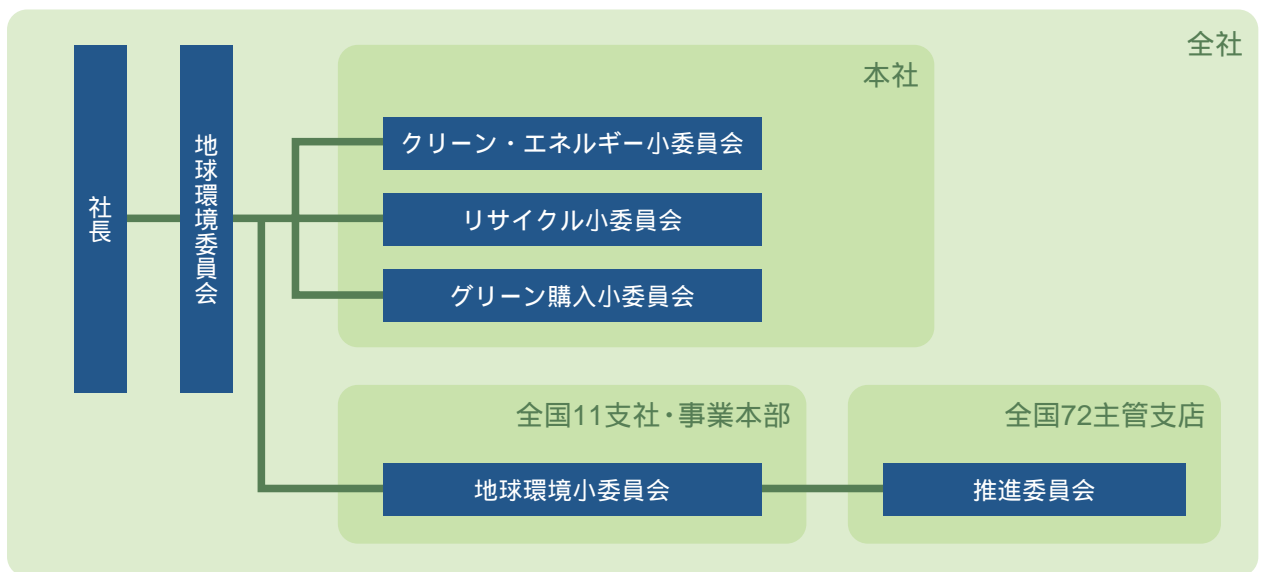 全社
本社
社長
地球環境委員会
クリーン・エネルギー小委員会
リサイクル小委員会
グリーン購入小委員会
全国11支社・事業本部
全国72主管支店
地球環境小委員会
推進委員会